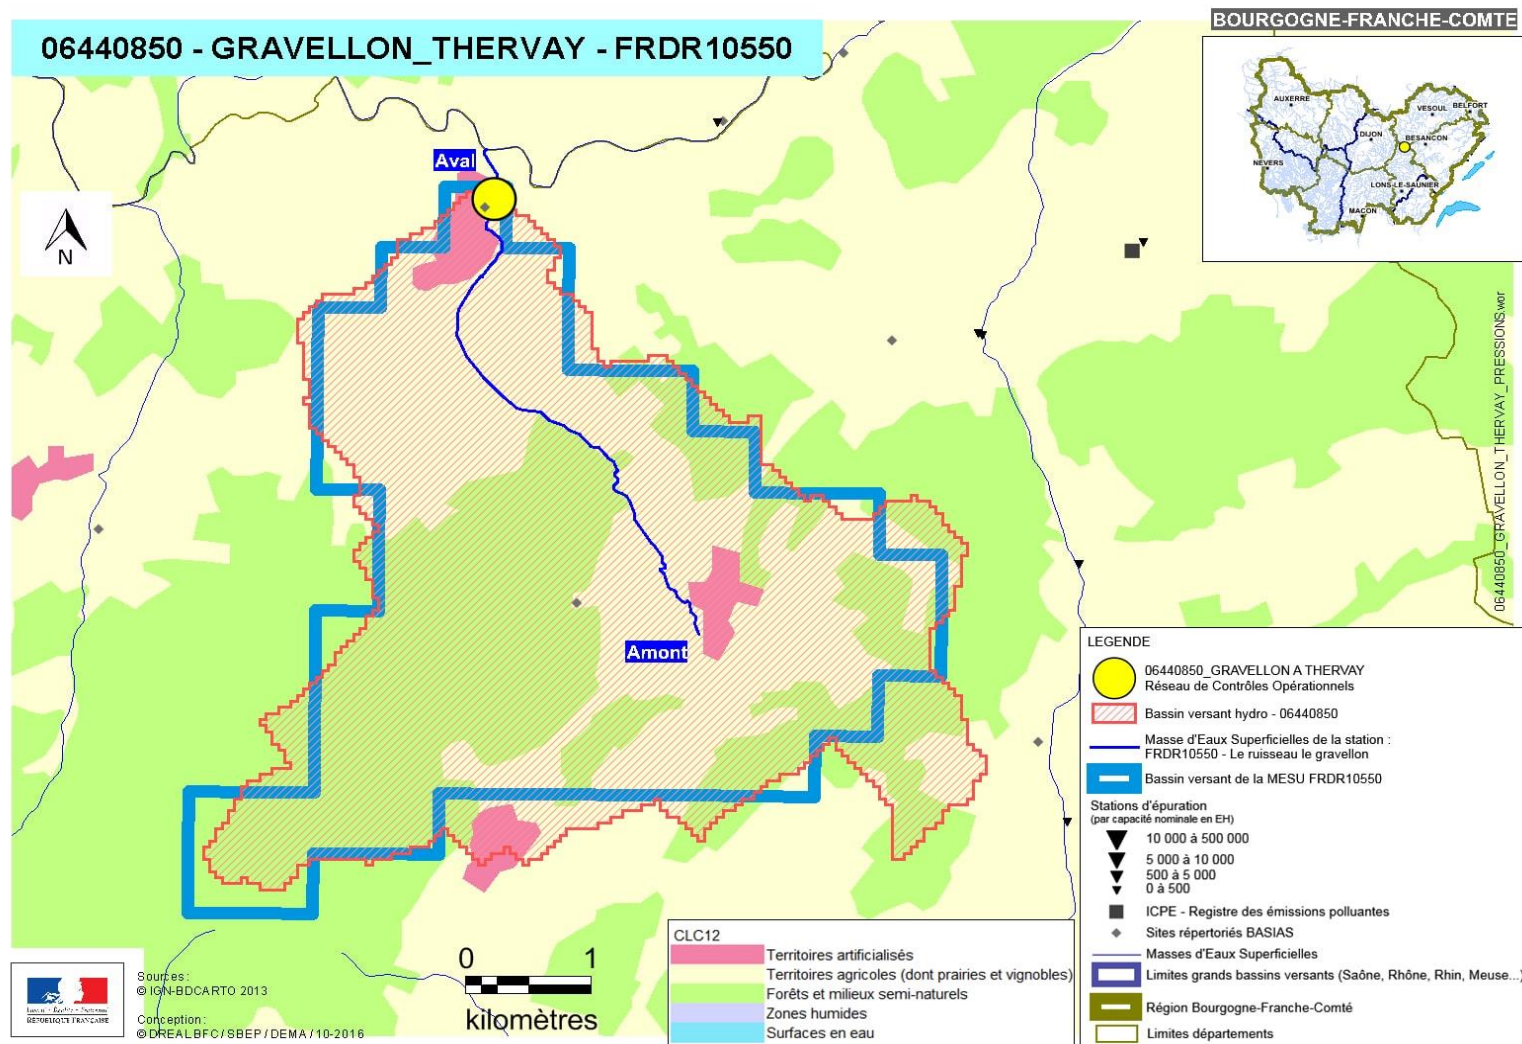 BOURGOGNE-FRANCHE-COMTE
06440850 - GRAVELLON_THERVAY - FRDR10550
AUXERRE
VESOUL
BELFORT
DIJON
BESANCON
NEVERS
LONS-LE-SAUNIER
MACON
Aval
N
Amont
06440850_GRAVELLON_THERVAY_PRESSIONS.wor
LEGENDE
06440850_GRAVELLON A THERVAY
Réseau de Contrôles Opérationnels
Bassin versant hydro - 06440850
Masse d'Eaux Superficielles de la station :
FRDR10550 - Le ruisseau le gravellon
Bassin versant de la MESU FRDR10550
Stations d'épuration
(par capacité nominale en EH)
10 000 à 500 000
5 000 à 10 000
500 à 5 000
0 à 500
ICPE - Registre des émissions polluantes
Sites répertoriés BASIAS
Masses d'Eaux Superficielles
Limites grands bassins versants (Saône, Rhône, Rhin, Meuse...)
Région Bourgogne-Franche-Comté
Limites départements
CLC12
Territoires artificialisés
Territoires agricoles (dont prairies et vignobles)
Forêts et milieux semi-naturels
Zones humides
Surfaces en eau
0 1
kilomètres
Liberté • Égalité • Fraternité
RÉPUBLIQUE FRANÇAISE
Sources :
© IGN-BDCARTO 2013
Conception :
© DREAL BFC / SBEP / DEMA / 10-2016